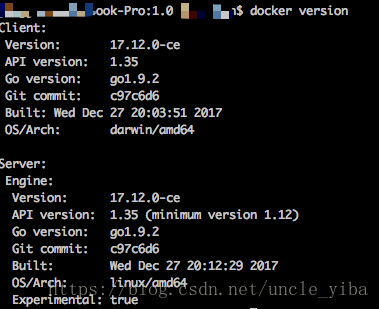 ook-Pro:1.0 $ docker version
Client:
Version: 17.12.0-ce
API version: 1.35
Go version: go1.9.2
Git commit: c97c6d6
Built: Wed Dec 27 20:03:51 2017
OS/Arch: darwin/amd64
Server:
Engine:
Version: 17.12.0-ce
API version: 1.35 (minimum version 1.12)
Go version: go1.9.2
Git commit: c97c6d6
Built: Wed Dec 27 20:12:29 2017
OS/Arch: linux/amd64
https://blog.csdn.net/uncle_yiba
Experimental: true